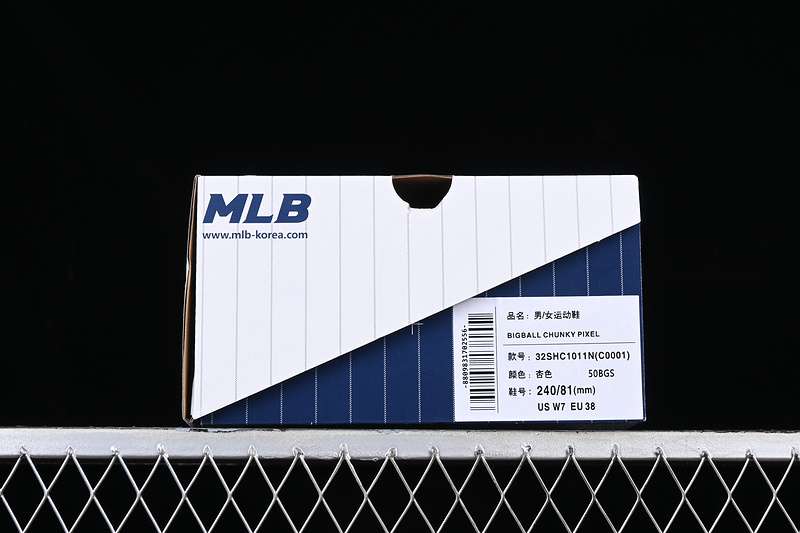 MLB
www.mlb-korea.com
品名：男/女运动鞋
BIGBALL CHUNKY PIXEL
款号：32SHC1011N(C0001)
颜色：杏色 50BGS
鞋号：240/81(mm)
US W7 EU 38
-8809831702556-